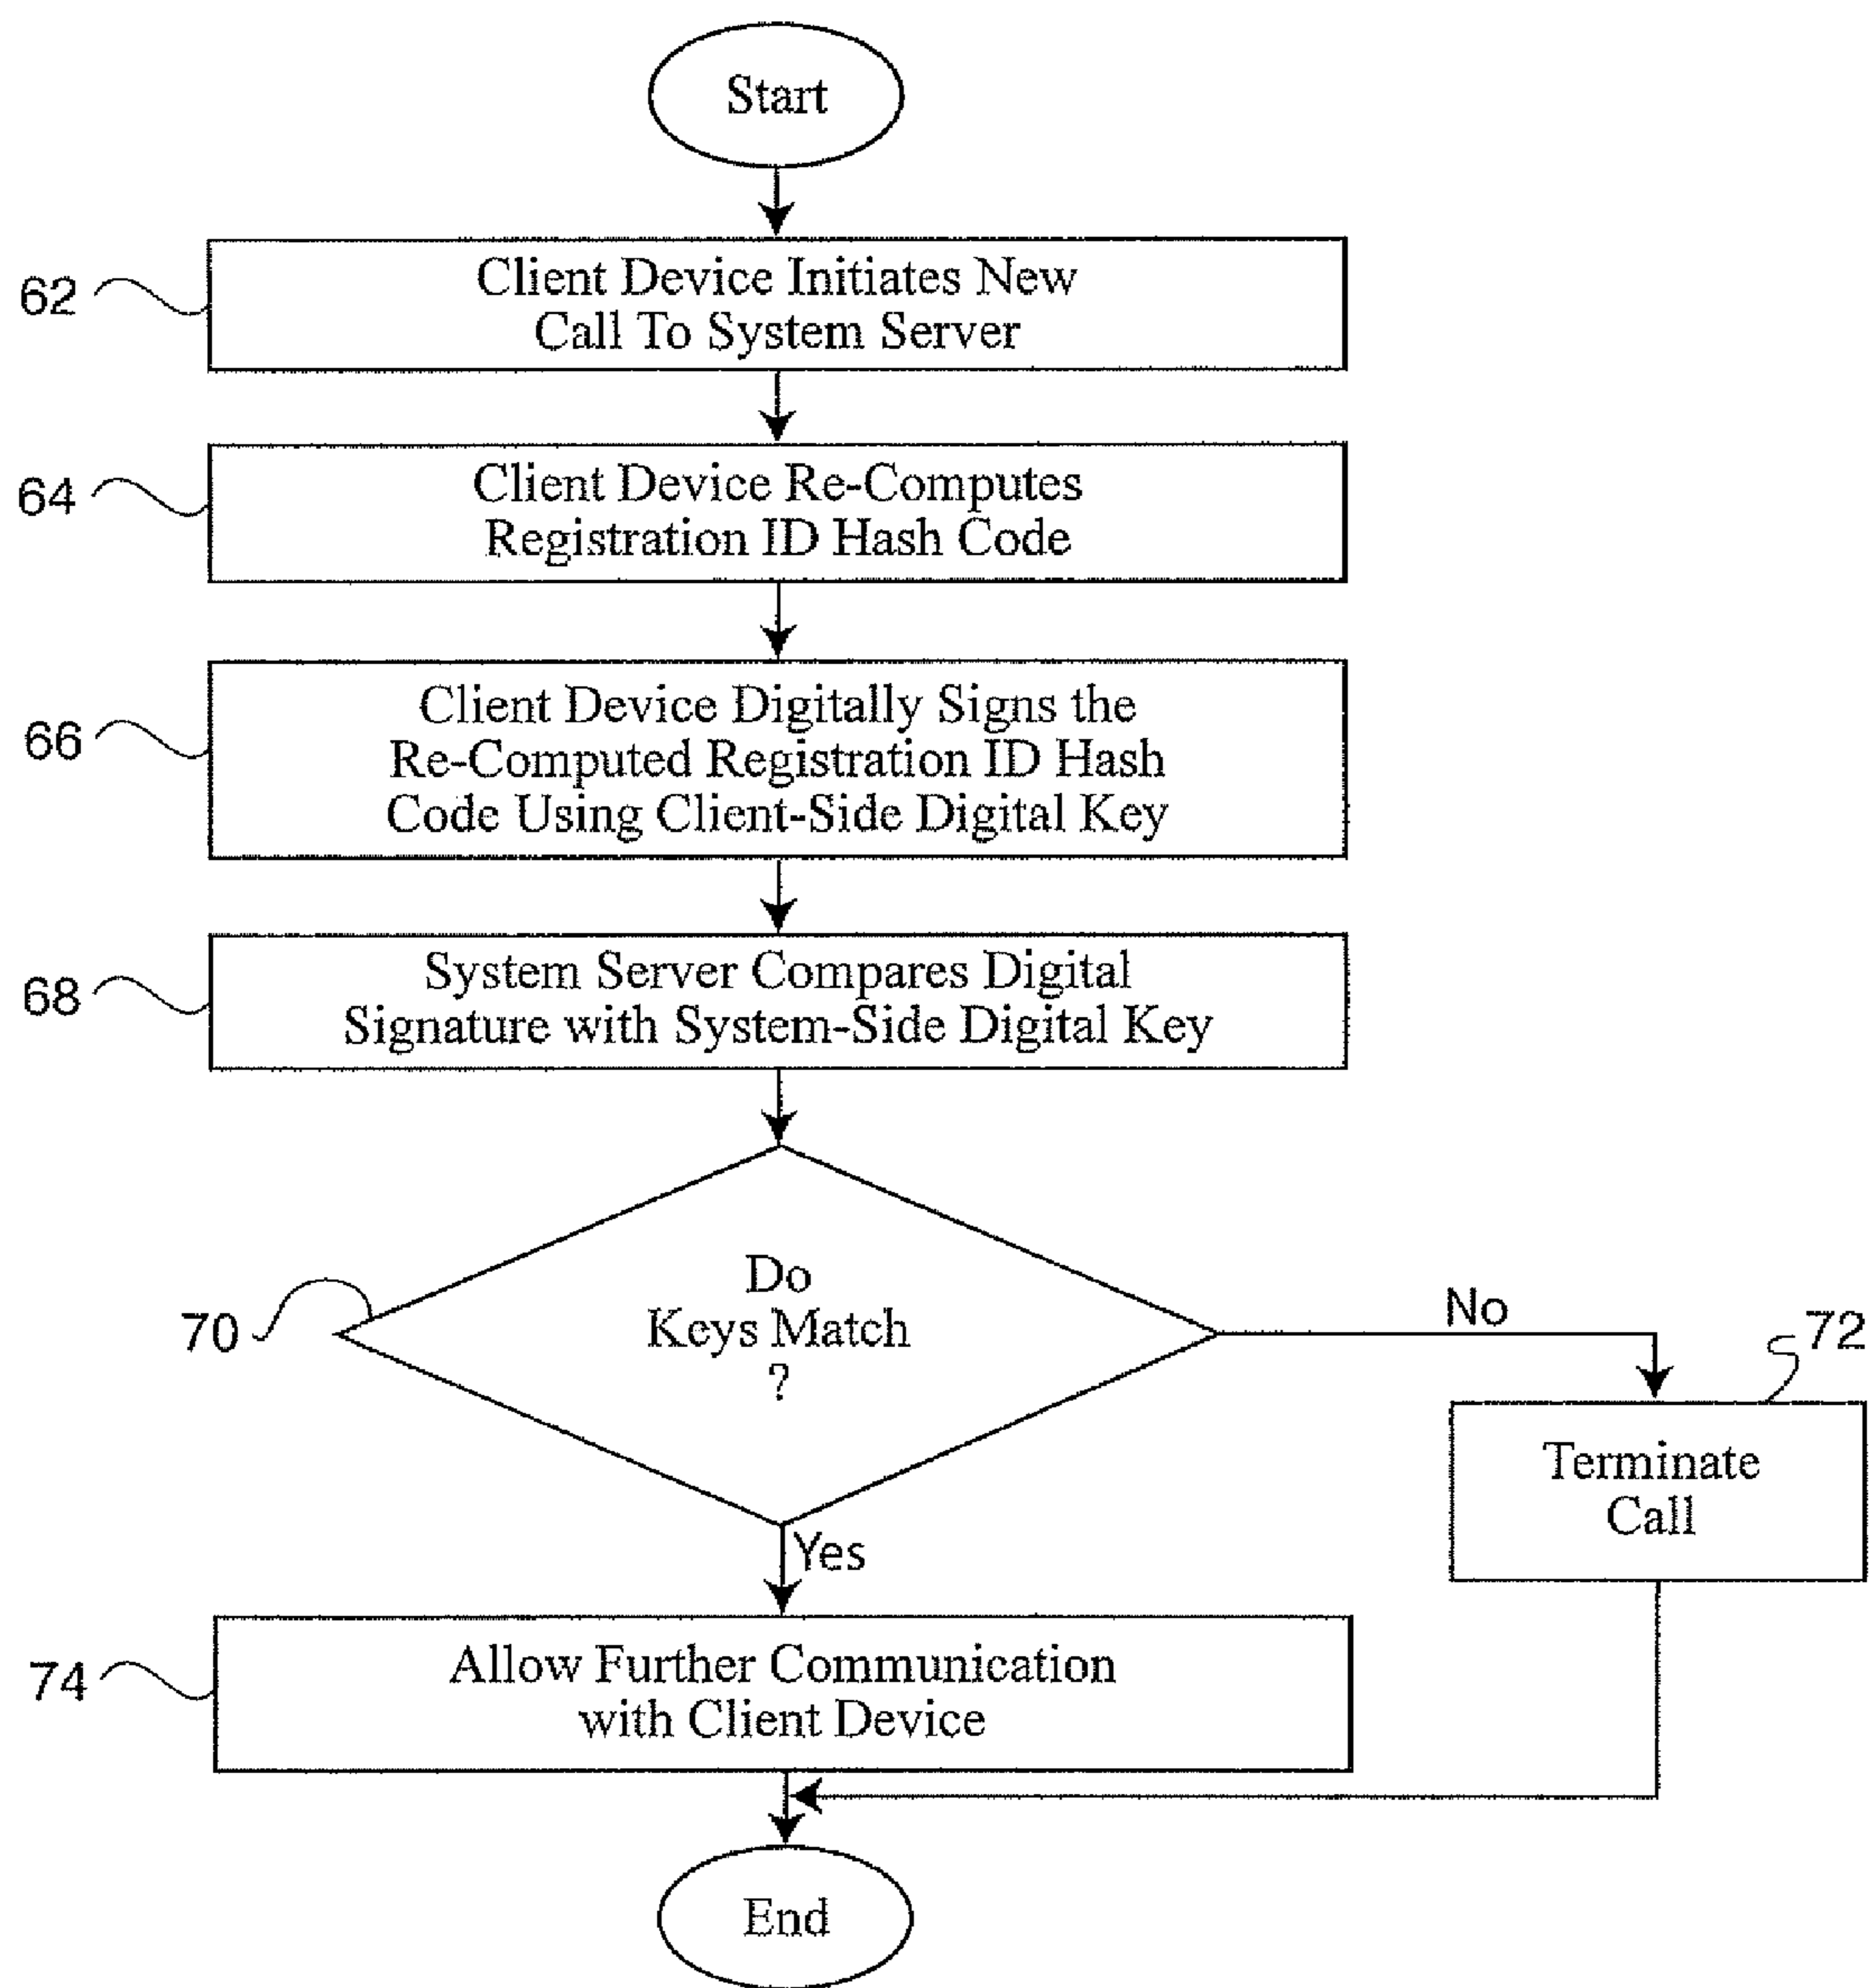 Start
62
Client Device Initiates New
Call To System Server
64
Client Device Re-Computes
Registration ID Hash Code
66
Client Device Digitally Signs the
Re-Computed Registration ID Hash
Code Using Client-Side Digital Key
68
System Server Compares Digital
Signature with System-Side Digital Key
70
Do
Keys Match
?
No
72
Terminate
Call
Yes
74
Allow Further Communication
with Client Device
End